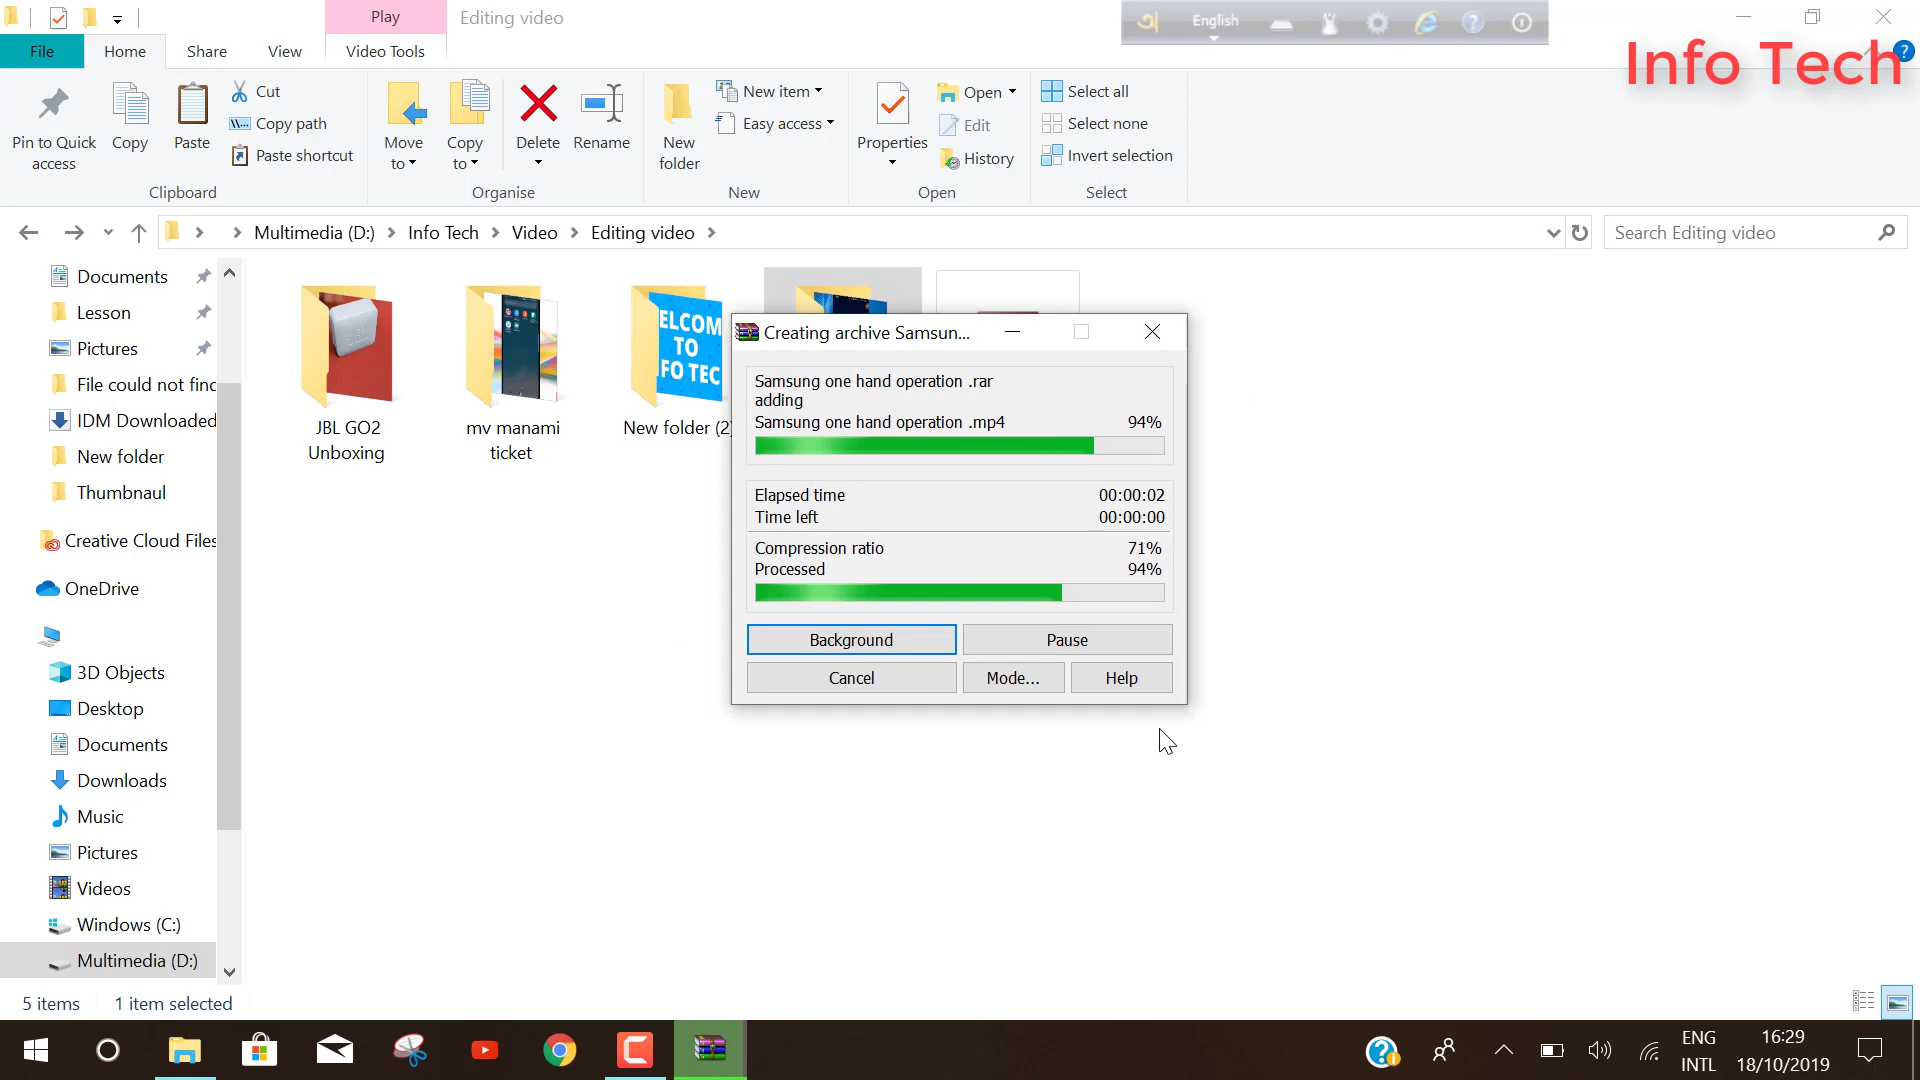 Play
Editing video
English
File
Home
Share
View
Video Tools
Info Tech
Pin to Quick
access
Copy
Paste
Cut
Copy path
Paste shortcut
Clipboard
Move
to
Copy
to
Delete
Rename
Organise
New
folder
New item
Easy access
New
Properties
Open
Edit
History
Open
Select all
Select none
Invert selection
Select
Multimedia (D:)
Info Tech
Video
Editing video
Search Editing video
Documents
Lesson
Pictures
File could not find
IDM Downloaded
New folder
Thumbnaul
Creative Cloud Files
OneDrive
3D Objects
Desktop
Documents
Downloads
Music
Pictures
Videos
Windows (C:)
Multimedia (D:)
JBL GO2
Unboxing
mv manami
ticket
ELCOM
TO
FO TEC
New folder (2)
Creating archive Samsun...
Samsung one hand operation .rar
adding
Samsung one hand operation .mp4 94%
Elapsed time 00:00:02
Time left 00:00:00
Compression ratio 71%
Processed 94%
Background
Pause
Cancel
Mode...
Help
5 items
1 item selected
ENG
INTL
16:29
18/10/2019